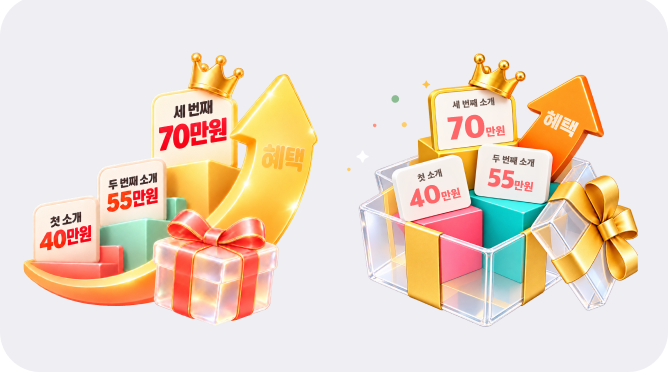 세 번째
70만원
혜택
두 번째 소개
55만원
첫 소개
40만원
세 번째 소개
70만원
혜택
두 번째 소개
55만원
첫 소개
40만원